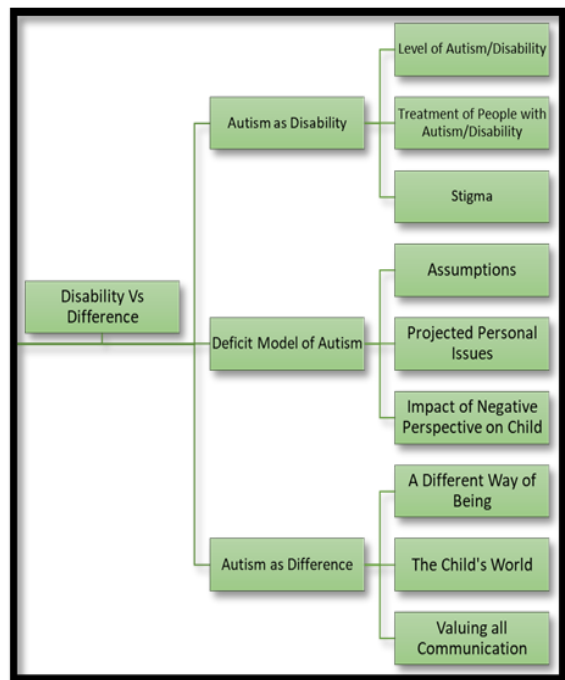 Level of Autism/Disability
Autism as Disability
Treatment of People with
Autism/Disability
Stigma
Disability Vs
Difference
Assumptions
Deficit Model of Autism
Projected Personal
Issues
Impact of Negative
Perspective on Child
A Different Way of
Being
Autism as Difference
The Child's World
Valuing all
Communication